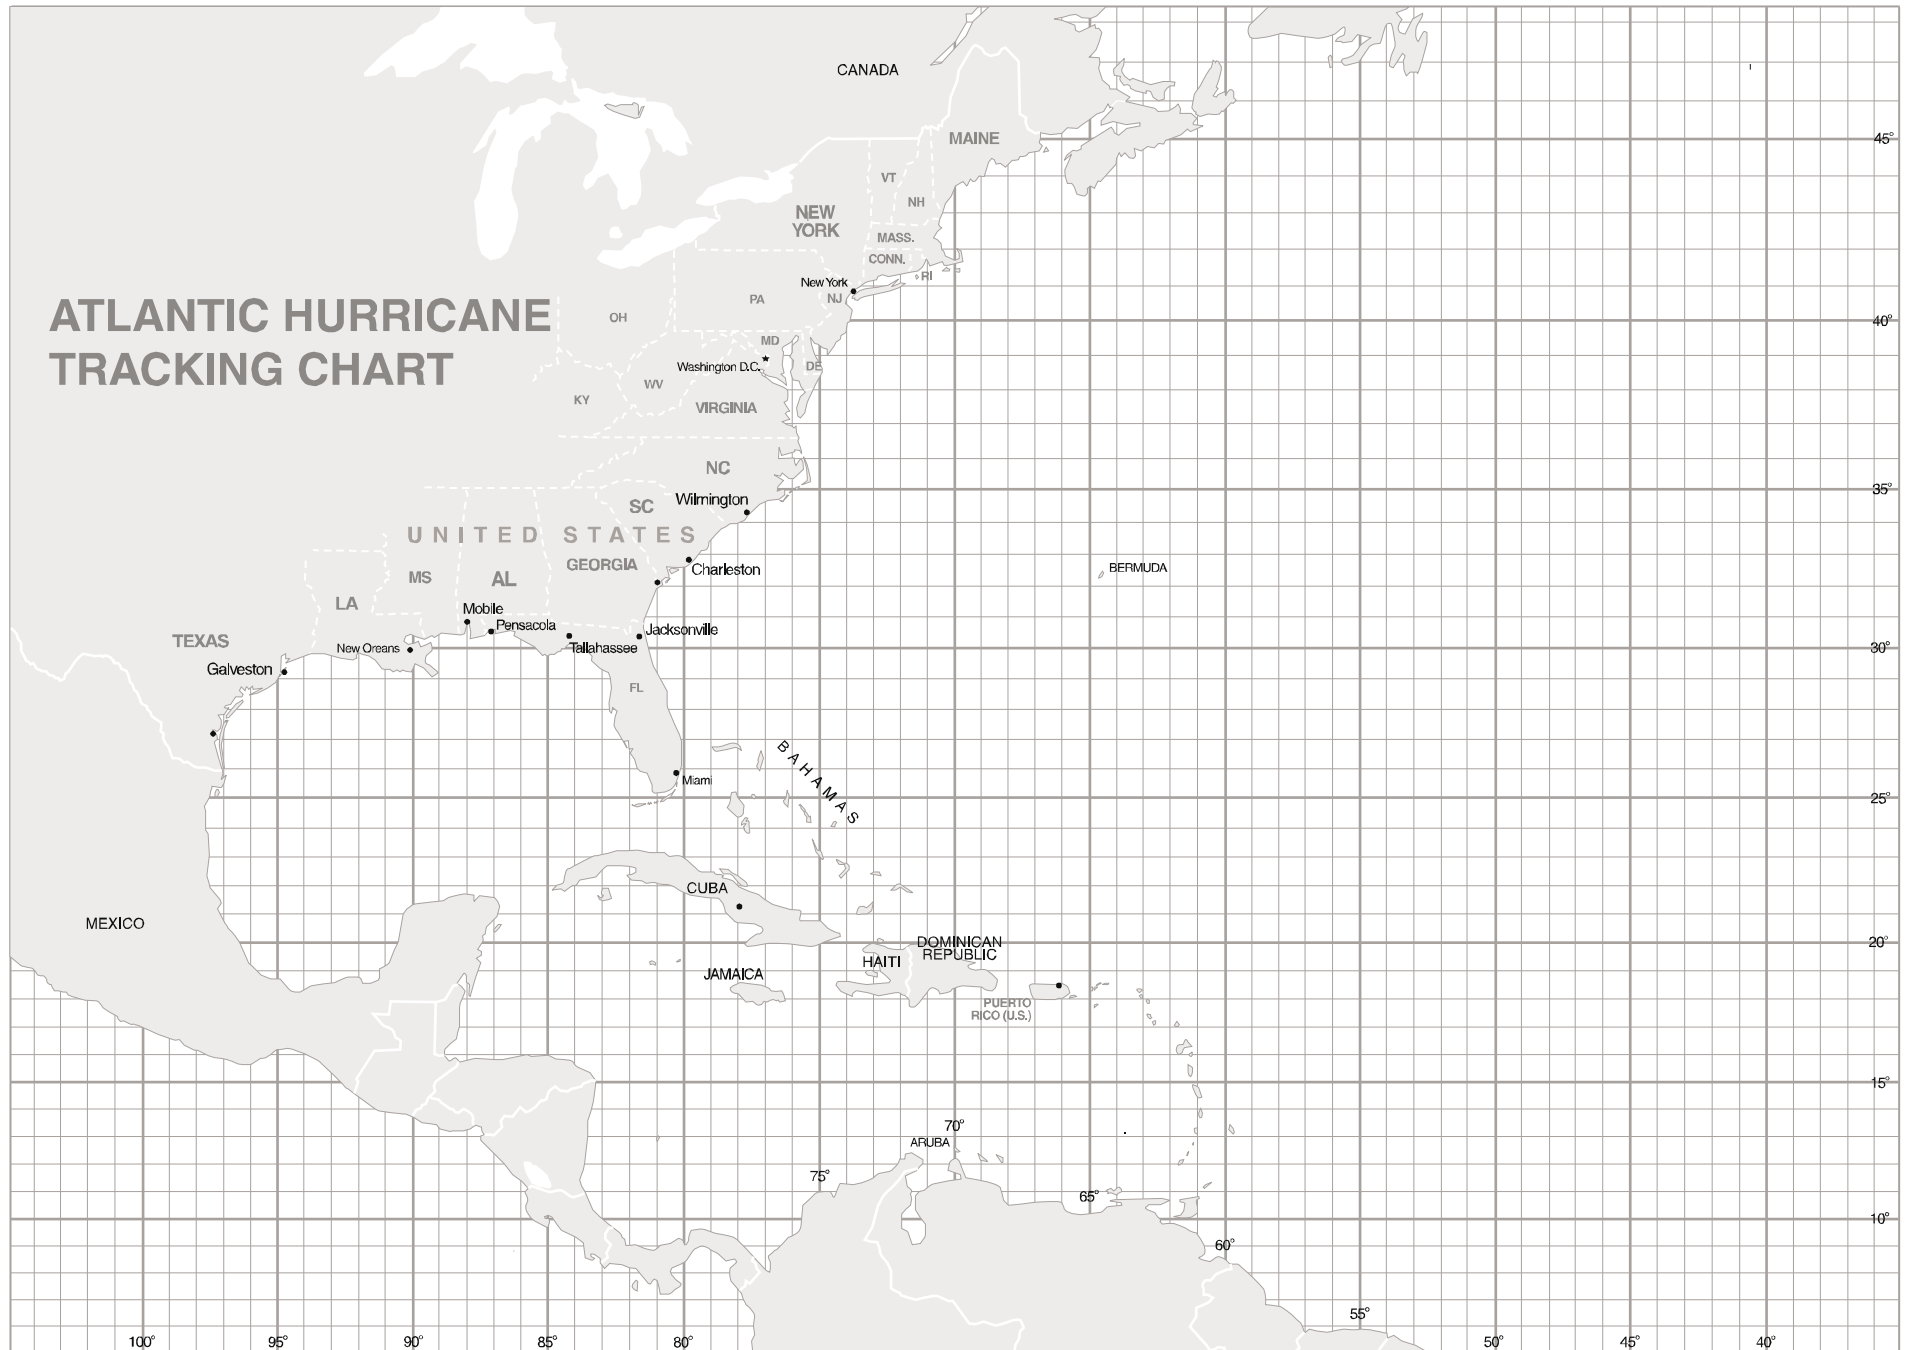 CANADA
MAINE
45°
VT
NH
NEW
YORK
MASS.
CONN.
RI
New York
NJ
PA
ATLANTIC HURRICANE
TRACKING CHART
OH
40°
MD
Washington D.C.
DE
WV
KY
VIRGINIA
NC
35°
Wilmington
SC
UNITED STATES
GEORGIA
Charleston
BERMUDA
MS
AL
LA
Mobile
Pensacola
Jacksonville
TEXAS
New Oreans
Tallahassee
30°
Galveston
FL
BAHAMAS
Miami
25°
CUBA
MEXICO
DOMINICAN
REPUBLIC
20°
HAITI
JAMAICA
PUERTO
RICO (U.S.)
15°
70°
ARUBA
75°
65°
10°
60°
55°
100°
95°
90°
85°
80°
50°
45°
40°